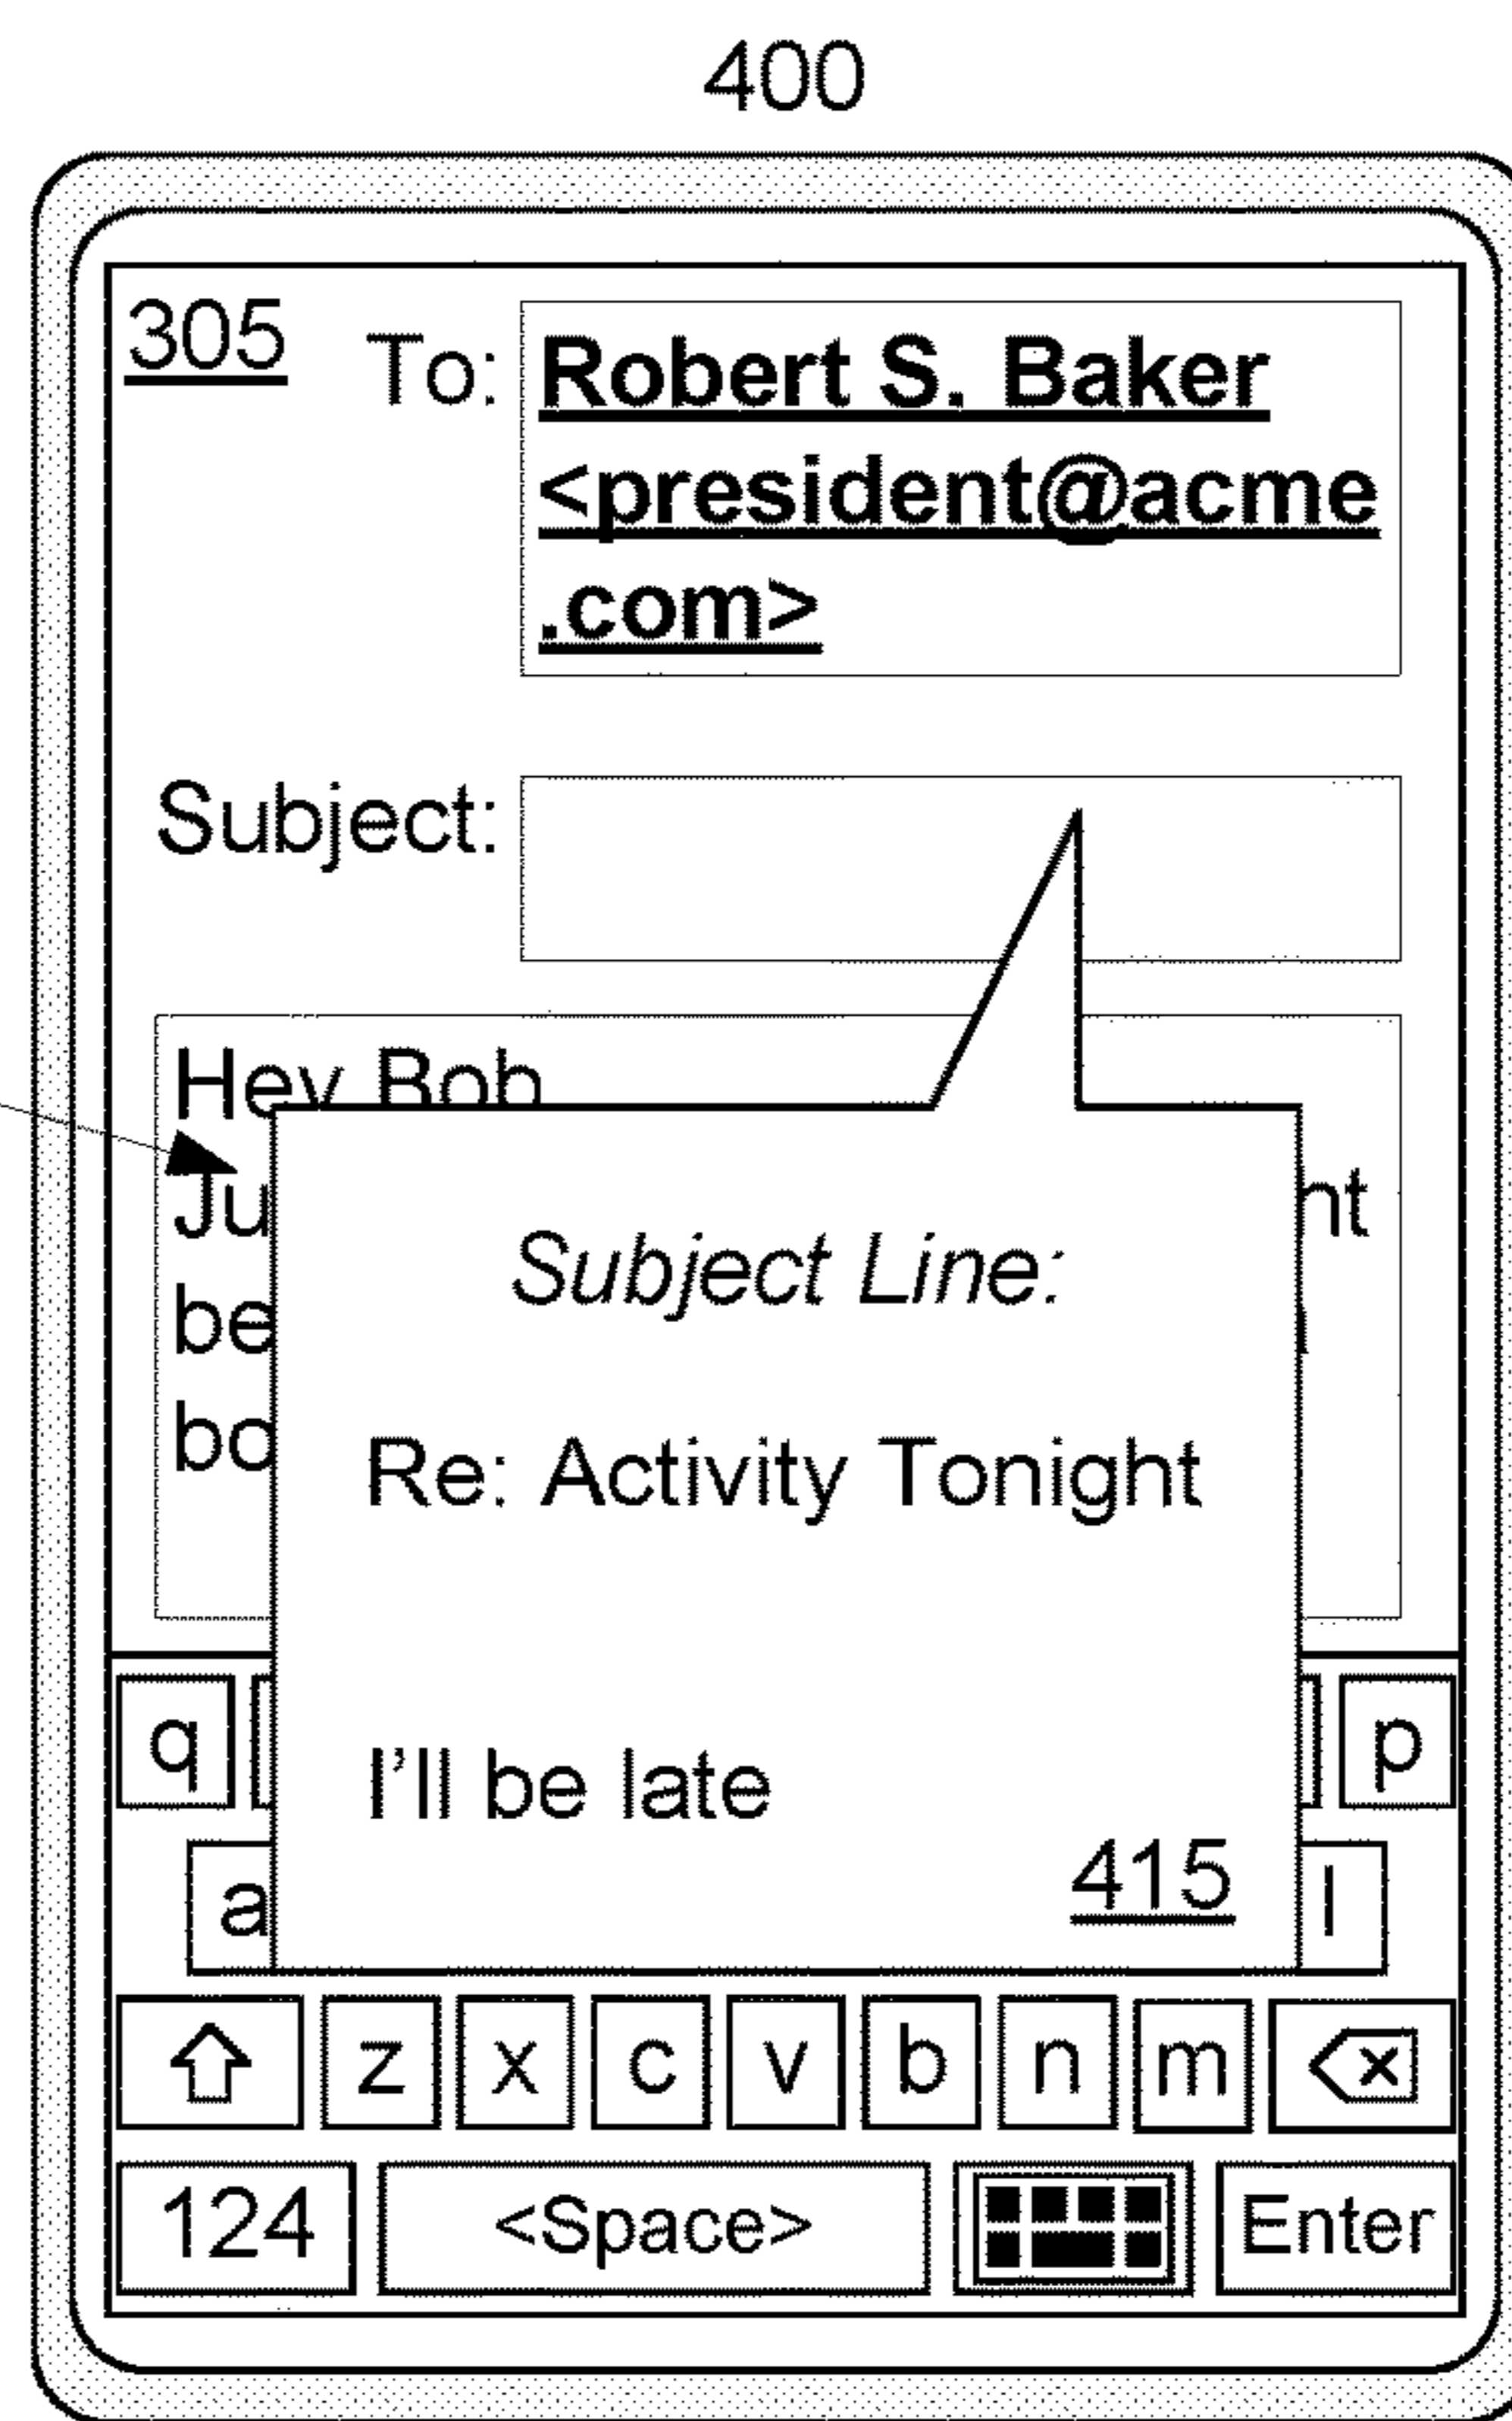 400
305
To: Robert S. Baker
<president@acme
.com>
Subject:
Hey Bob
Ju nt
be
bo
Subject Line:
Re: Activity Tonight
I'll be late
415
q p
a l
z x c v b n m
124 <Space> Enter